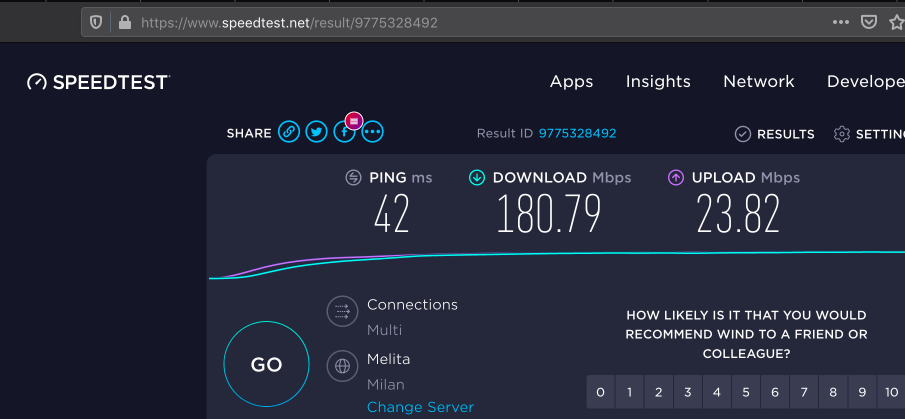 https://www.speedtest.net/result/9775328492
SPEEDTEST
Apps Insights Network Develope
SHARE Result ID 9775328492 RESULTS SETTING
PING ms DOWNLOAD Mbps UPLOAD Mbps
42 180.79 23.82
Connections
Multi
HOW LIKELY IS IT THAT YOU WOULD
RECOMMEND WIND TO A FRIEND OR
COLLEAGUE?
GO
Melita
Milan
Change Server
0 1 2 3 4 5 6 7 8 9 10